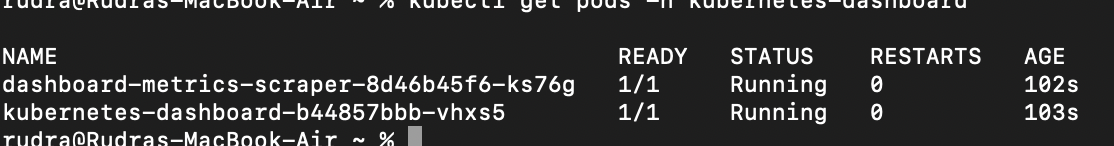 rudra@Rudras-MacBook-Air ~ % kubectl get pods -n kubernetes-dashboard
NAME READY STATUS RESTARTS AGE
dashboard-metrics-scraper-8d46b45f6-ks76g 1/1 Running 0 102s
kubernetes-dashboard-b44857bbb-vhxs5 1/1 Running 0 103s
rudra@Rudras-MacBook-Air ~ %